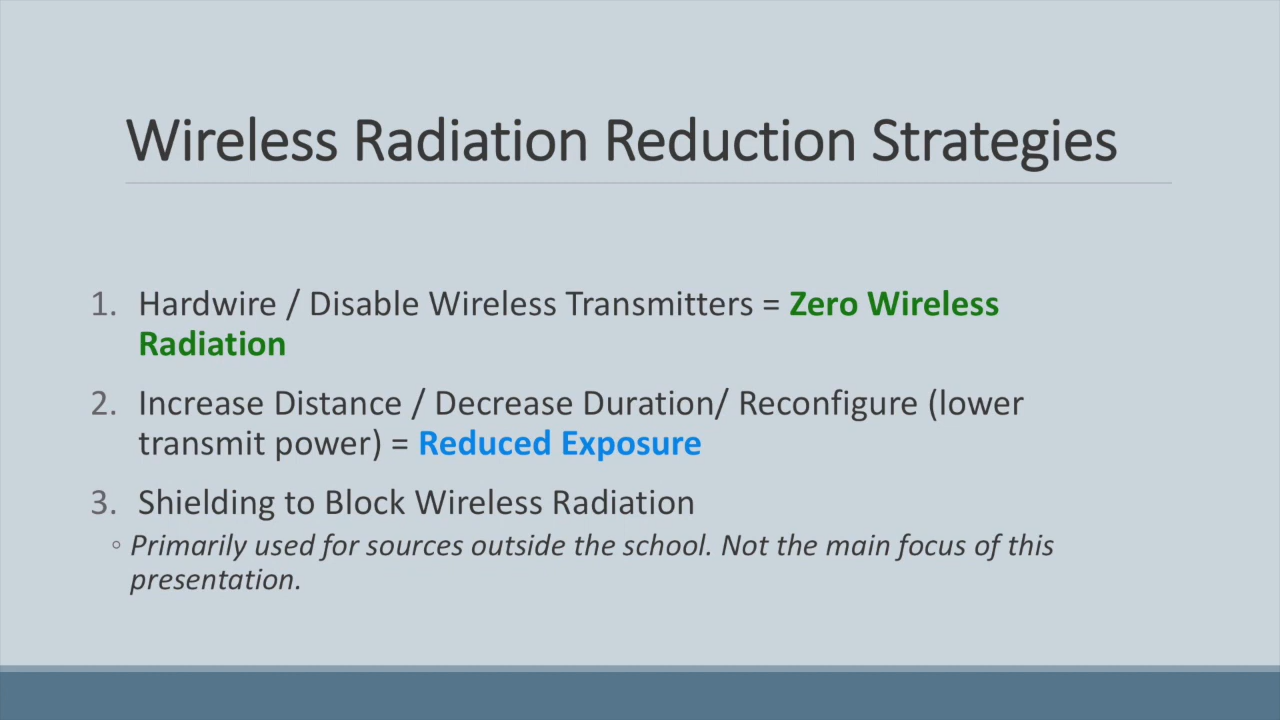 Wireless Radiation Reduction Strategies
1. Hardwire / Disable Wireless Transmitters = Zero Wireless
Radiation
2. Increase Distance / Decrease Duration/ Reconfigure (lower
transmit power) = Reduced Exposure
3. Shielding to Block Wireless Radiation
◦ Primarily used for sources outside the school. Not the main focus of this
presentation.